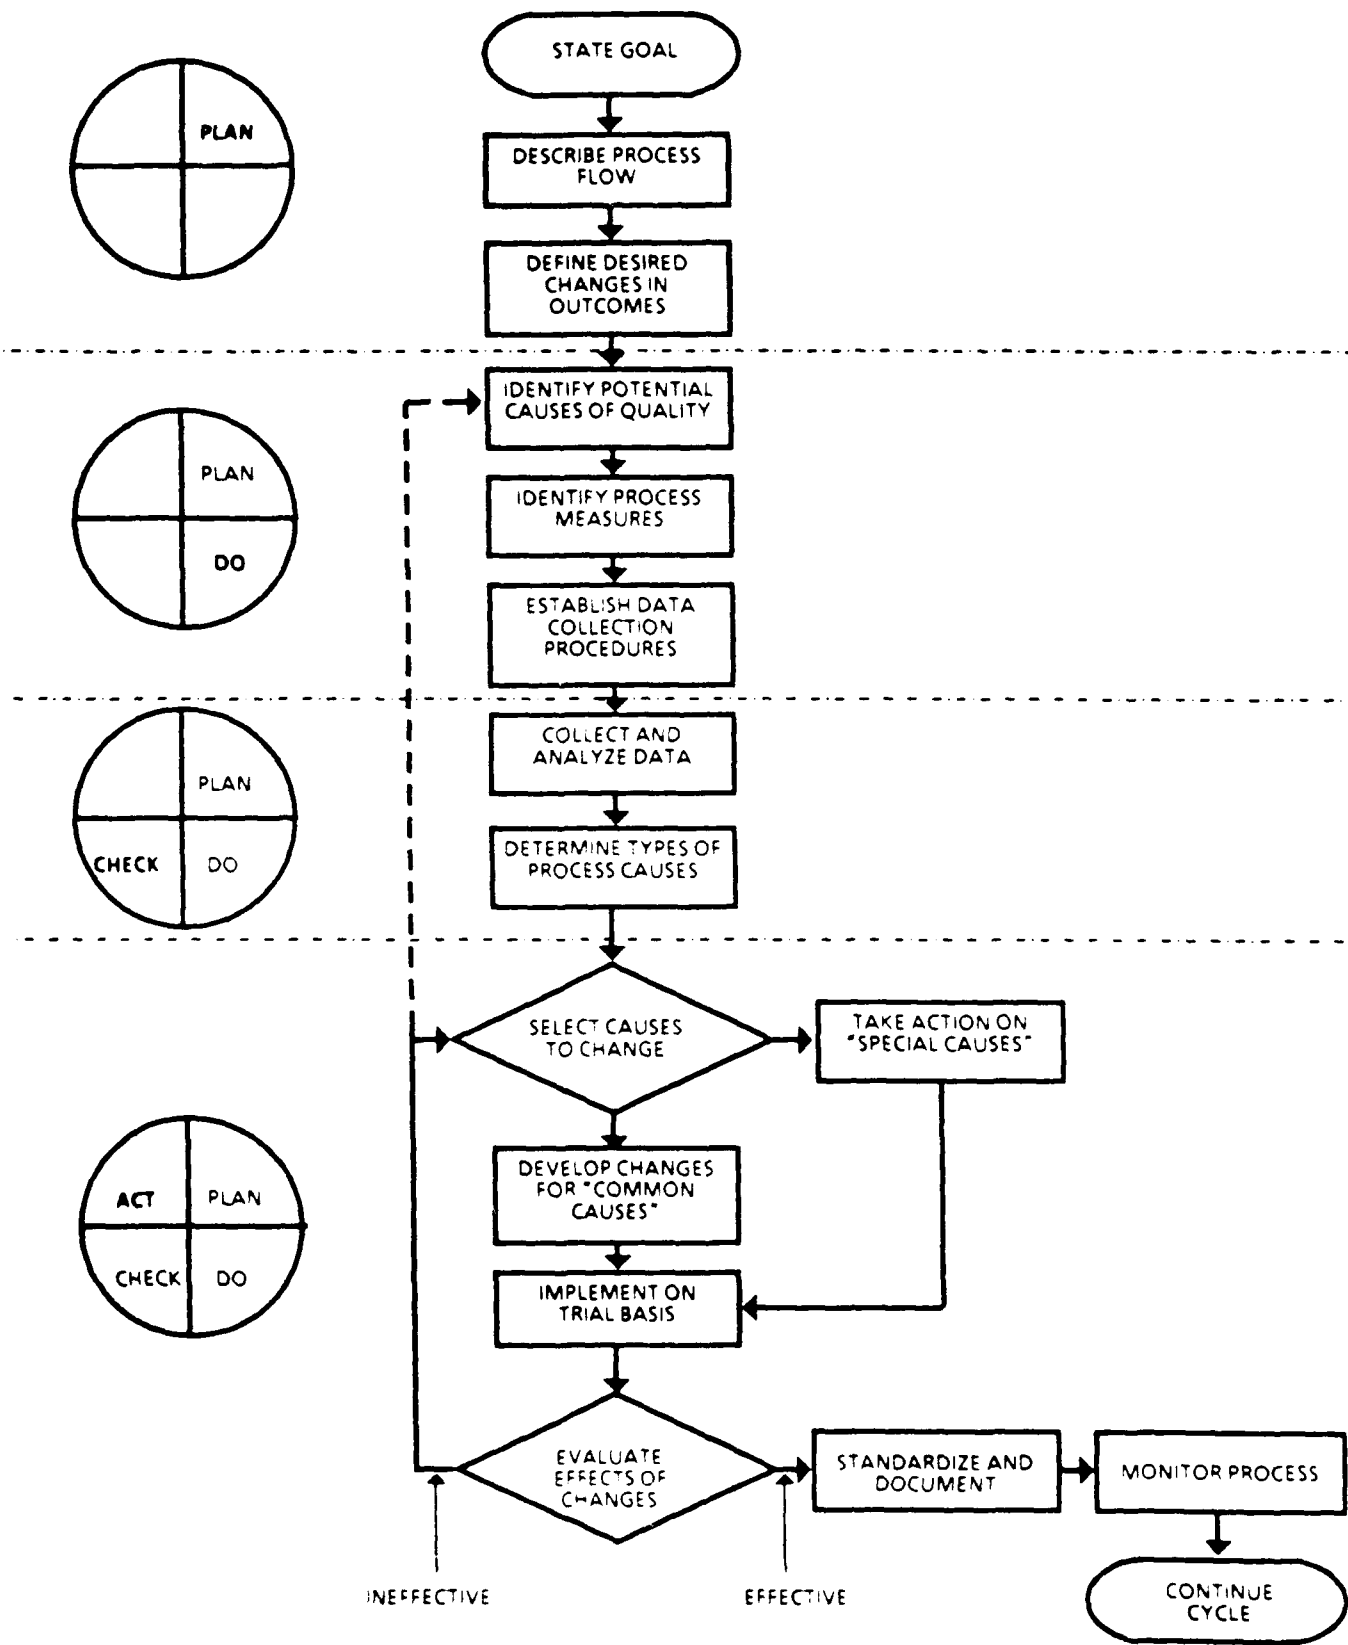 STATE GOAL
PLAN
DESCRIBE PROCESS
FLOW
DEFINE DESIRED
CHANGES IN
OUTCOMES
IDENTIFY POTENTIAL
CAUSES OF QUALITY
PLAN
DO
IDENTIFY PROCESS
MEASURES
ESTABLISH DATA
COLLECTION
PROCEDURES
COLLECT AND
ANALYZE DATA
PLAN
CHECK
DO
DETERMINE TYPES OF
PROCESS CAUSES
SELECT CAUSES
TO CHANGE
TAKE ACTION ON
"SPECIAL CAUSES"
DEVELOP CHANGES
FOR "COMMON
CAUSES"
ACT
PLAN
CHECK
DO
IMPLEMENT ON
TRIAL BASIS
EVALUATE
EFFECTS OF
CHANGES
STANDARDIZE AND
DOCUMENT
MONITOR PROCESS
INEFFECTIVE
EFFECTIVE
CONTINUE
CYCLE